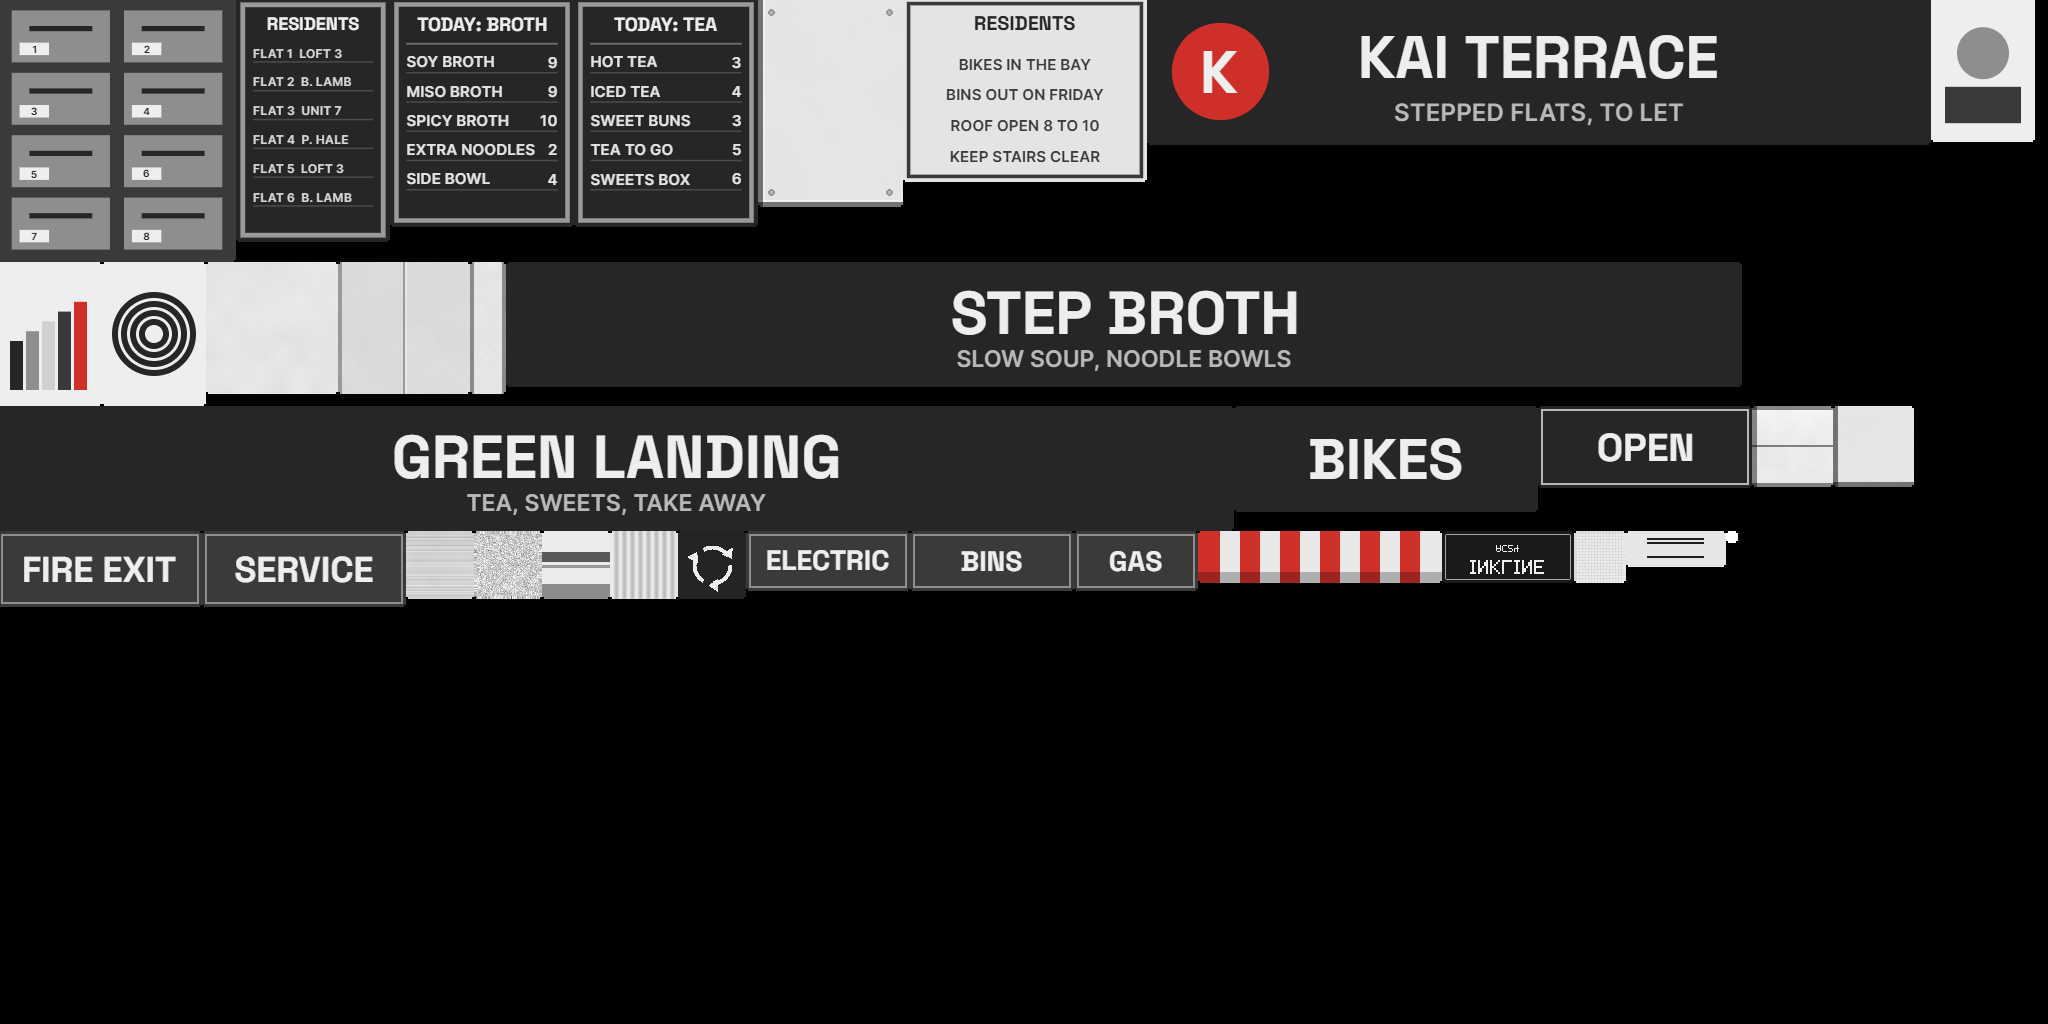 1
2
3
4
5
6
7
8
RESIDENTS
FLAT 1 LOFT 3
FLAT 2 B. LAMB
FLAT 3 UNIT 7
FLAT 4 P. HALE
FLAT 5 LOFT 3
FLAT 6 B. LAMB
TODAY: BROTH
SOY BROTH 9
MISO BROTH 9
SPICY BROTH 10
EXTRA NOODLES 2
SIDE BOWL 4
TODAY: TEA
HOT TEA 3
ICED TEA 4
SWEET BUNS 3
TEA TO GO 5
SWEETS BOX 6
RESIDENTS
BIKES IN THE BAY
BINS OUT ON FRIDAY
ROOF OPEN 8 TO 10
KEEP STAIRS CLEAR
K
KAI TERRACE
STEPPED FLATS, TO LET
STEP BROTH
SLOW SOUP, NOODLE BOWLS
GREEN LANDING
TEA, SWEETS, TAKE AWAY
BIKES
OPEN
FIRE EXIT
SERVICE
ELECTRIC
BINS
GAS